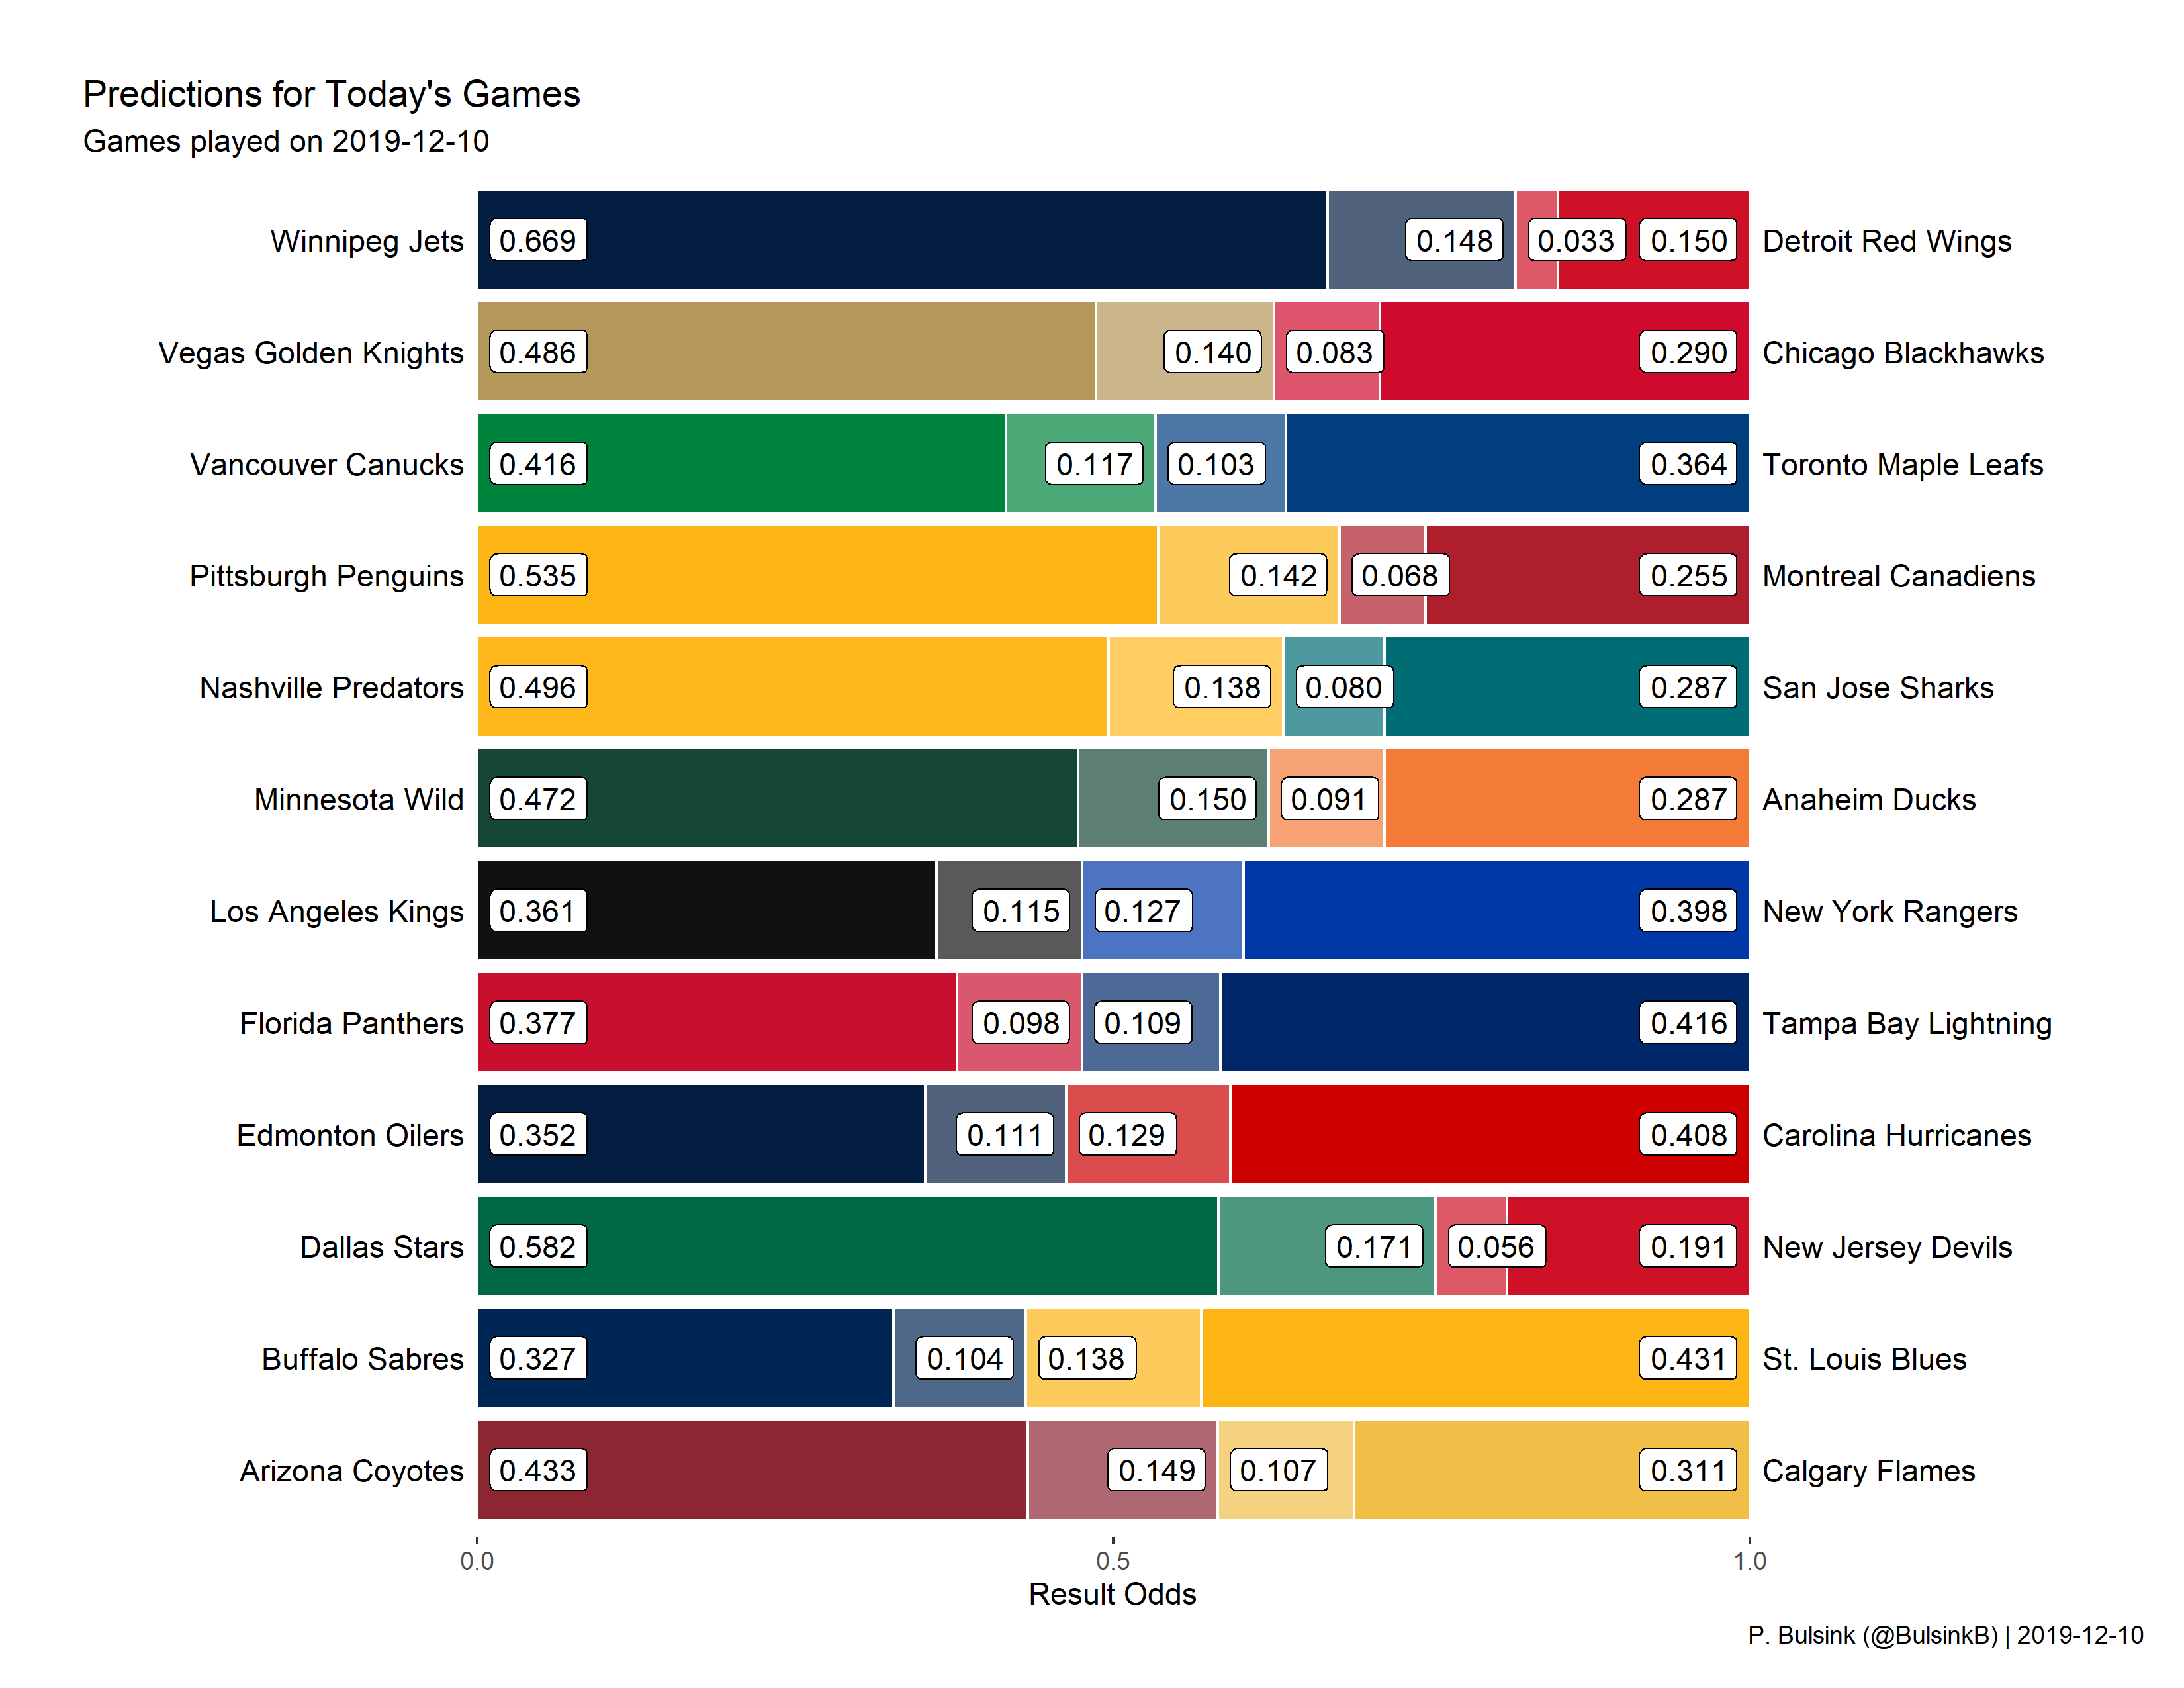 Predictions for Today's Games
Games played on 2019-12-10
Winnipeg Jets 0.669 0.148 0.033 0.150 Detroit Red Wings
Vegas Golden Knights 0.486 0.140 0.083 0.290 Chicago Blackhawks
Vancouver Canucks 0.416 0.117 0.103 0.364 Toronto Maple Leafs
Pittsburgh Penguins 0.535 0.142 0.068 0.255 Montreal Canadiens
Nashville Predators 0.496 0.138 0.080 0.287 San Jose Sharks
Minnesota Wild 0.472 0.150 0.091 0.287 Anaheim Ducks
Los Angeles Kings 0.361 0.115 0.127 0.398 New York Rangers
Florida Panthers 0.377 0.098 0.109 0.416 Tampa Bay Lightning
Edmonton Oilers 0.352 0.111 0.129 0.408 Carolina Hurricanes
Dallas Stars 0.582 0.171 0.056 0.191 New Jersey Devils
Buffalo Sabres 0.327 0.104 0.138 0.431 St. Louis Blues
Arizona Coyotes 0.433 0.149 0.107 0.311 Calgary Flames
0.0 0.5 1.0
Result Odds
P. Bulsink (@BulsinkB) | 2019-12-10